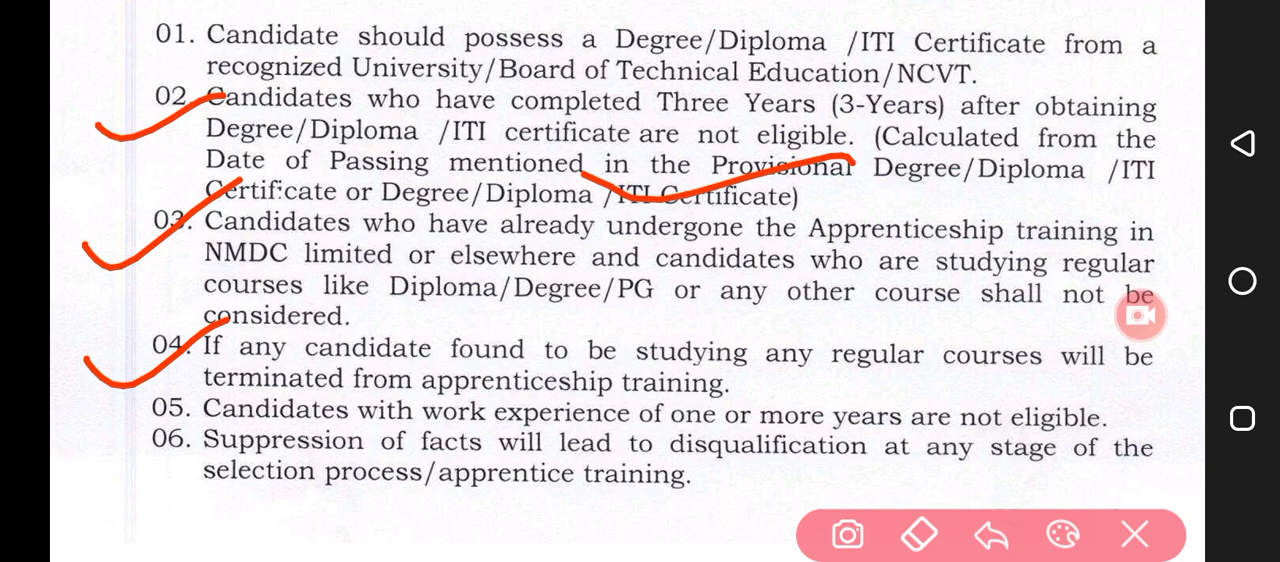 01. Candidate should possess a Degree/Diploma /ITI Certificate from a
recognized University/Board of Technical Education/NCVT.
02. Candidates who have completed Three Years (3-Years) after obtaining
Degree/Diploma /ITI certificate are not eligible. (Calculated from the
Date of Passing mentioned in the Provisional Degree/Diploma /ITI
Certificate or Degree/Diploma /ITI Certificate)
03. Candidates who have already undergone the Apprenticeship training in
NMDC limited or elsewhere and candidates who are studying regular
courses like Diploma/Degree/PG or any other course shall not be
considered.
04. If any candidate found to be studying any regular courses will be
terminated from apprenticeship training.
05. Candidates with work experience of one or more years are not eligible.
06. Suppression of facts will lead to disqualification at any stage of the
selection process/apprentice training.